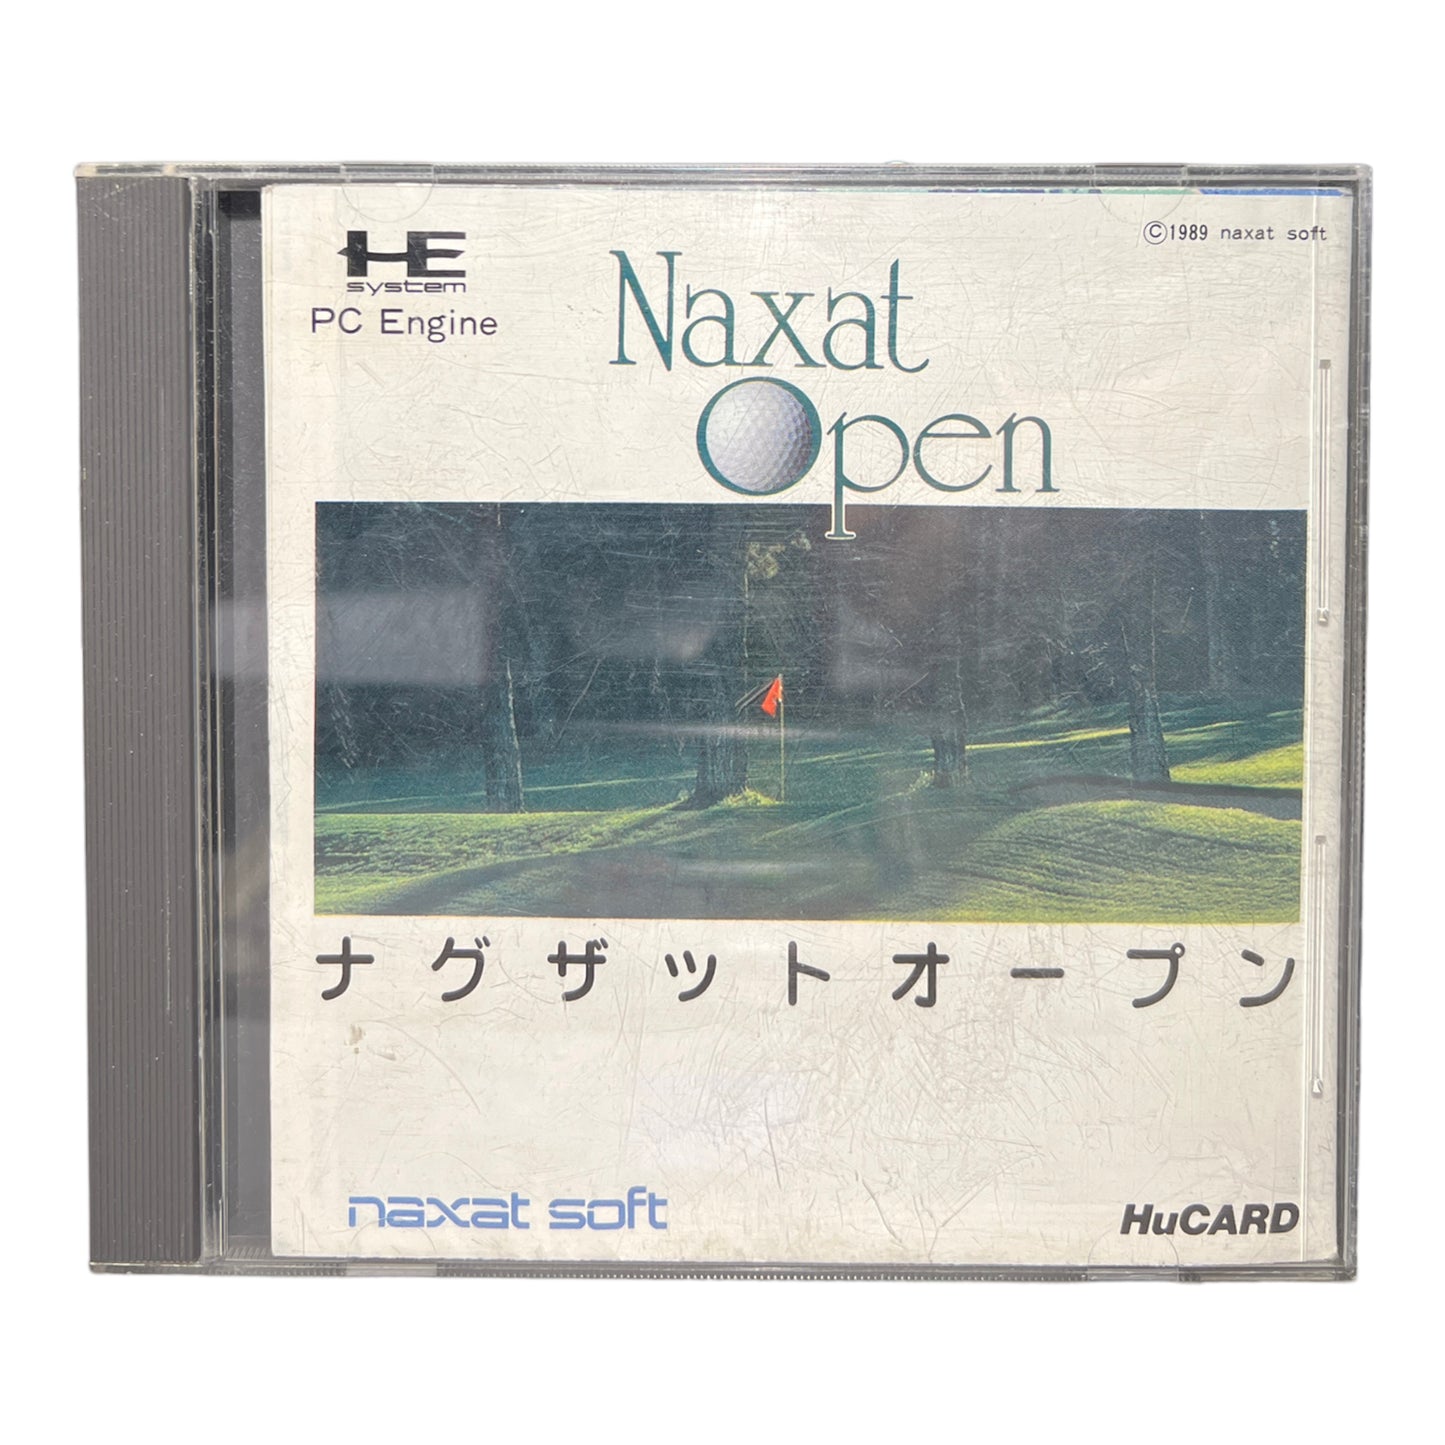 HE
system
PC Engine
©1989 naxat soft
Naxat
Open
ナグザットオープン
naxat soft
HuCARD